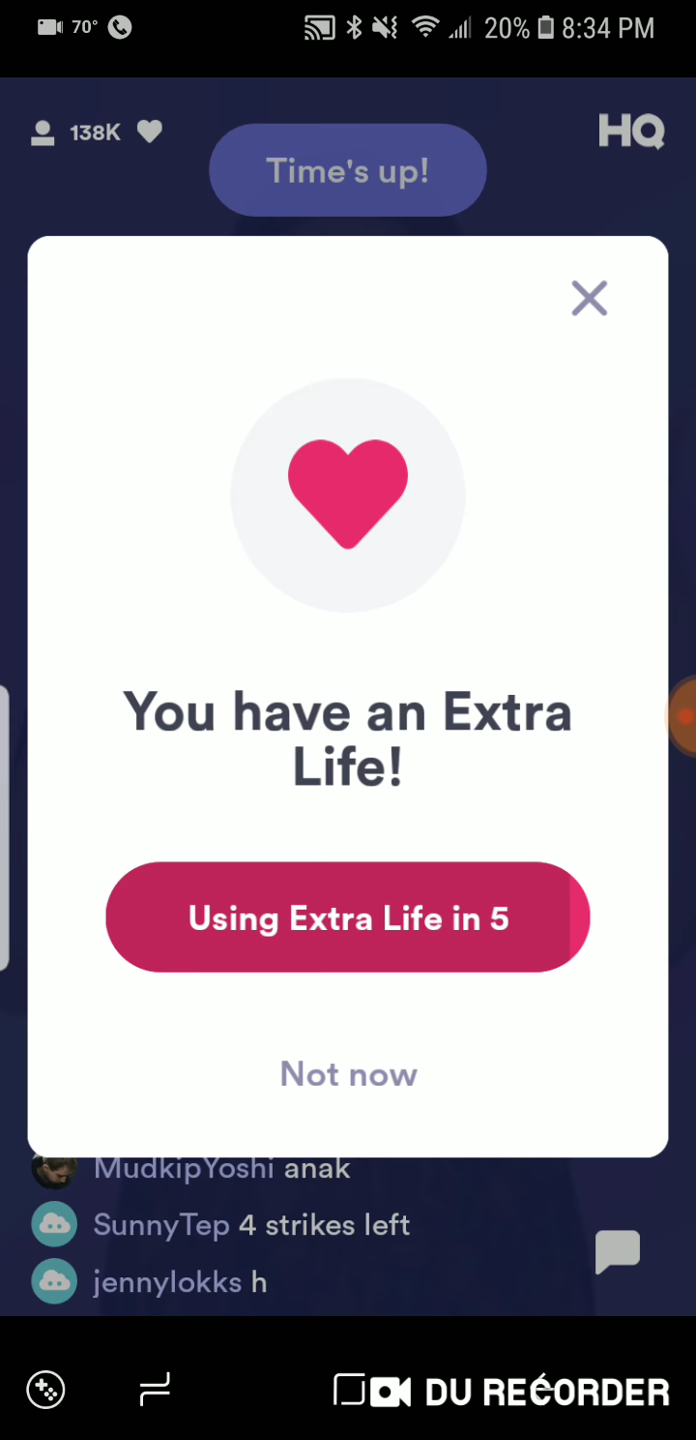 70° 20% 8:34 PM
138K HQ
Time's up!
You have an Extra
Life!
Using Extra Life in 5
Not now
MudkipYoshi anak
SunnyTep 4 strikes left
jennylokks h
DU RECORDER